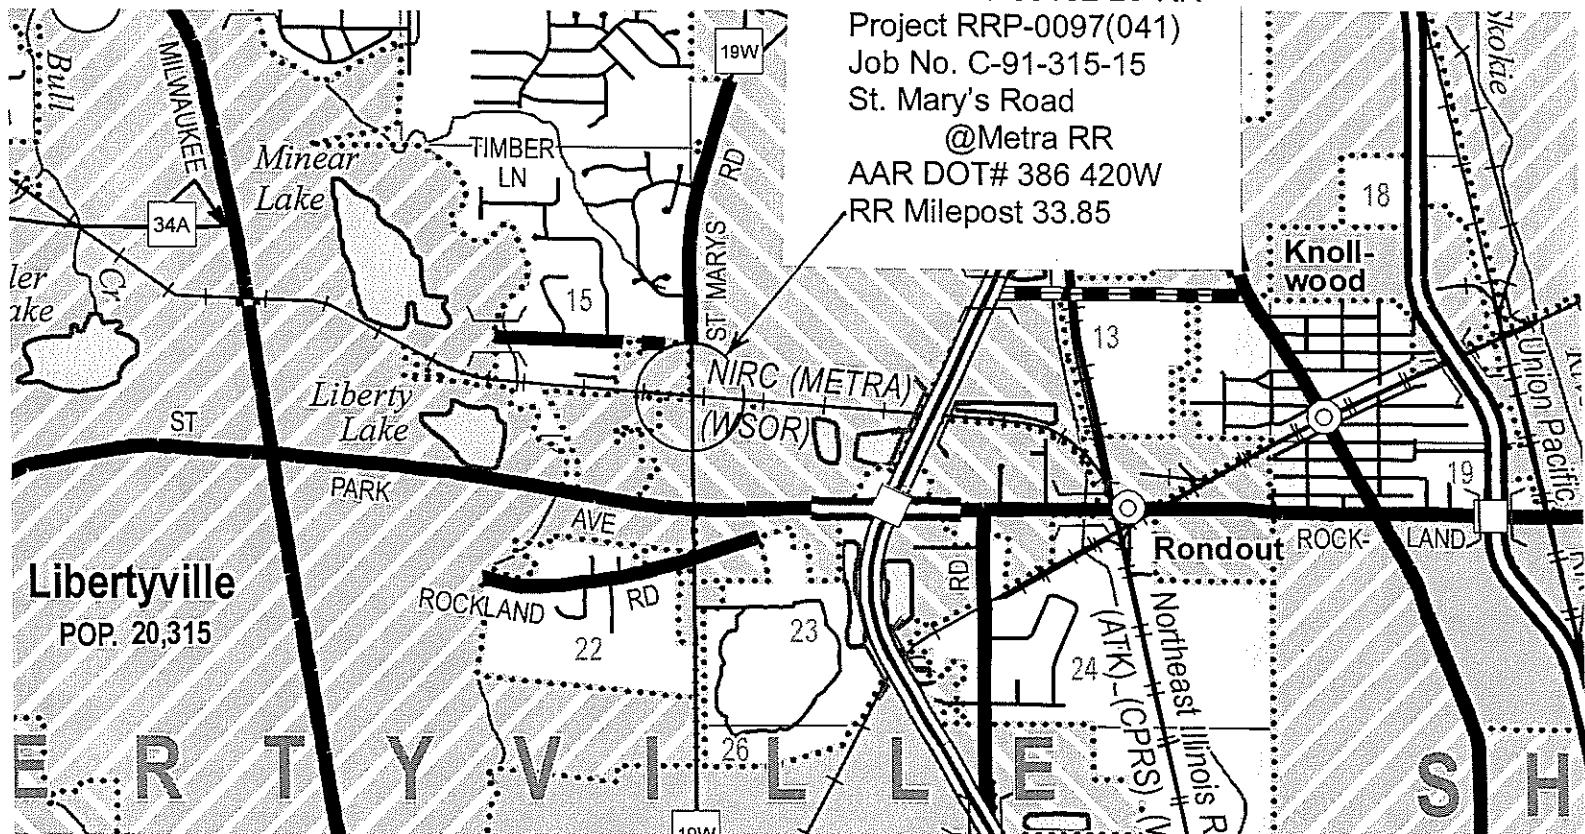 Project RRP-0097(041)
Job No. C-91-315-15
St. Mary's Road
@Metra RR
AAR DOT# 386 420W
RR Milepost 33.85
19W
Bull
MILWAUKEE
Skokie
Minear
Lake
TIMBER
LN
RD
34A
18
ST MARYS
Knoll-
wood
Cr
15
13
NIRC (METRA)
(WSOR)
Union Pacific
Liberty
Lake
ST
PARK
AVE
19
ROCK-
LAND
Rondout
Libertyville
POP. 20,315
ROCKLAND
RD
RD
22
23
24
Northeast Illinois R
(ATK)-(CPRS)
26
E R T Y V I L L E
S H
19W